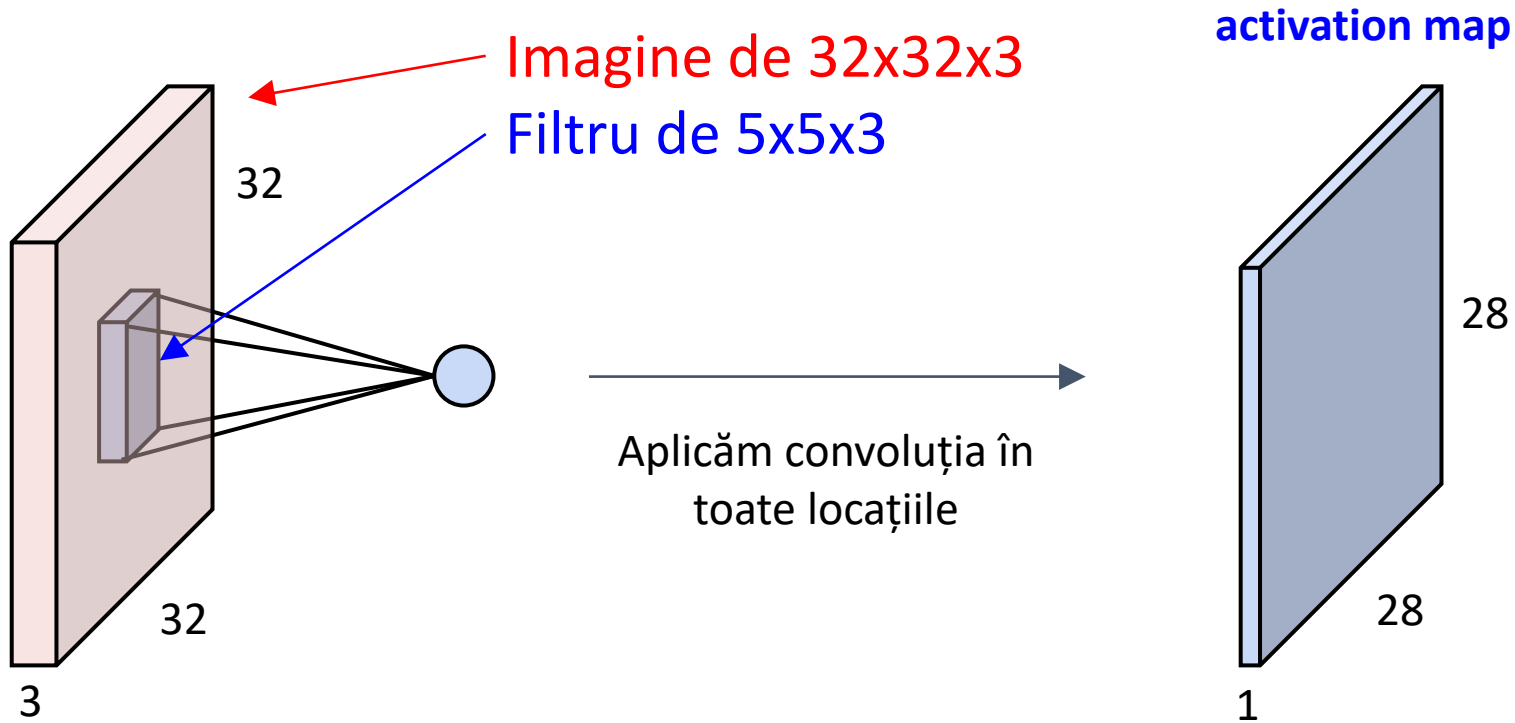 activation map
Imagine de 32x32x3
Filtru de 5x5x3
32
32
3
Aplicăm convoluția în
toate locațiile
28
28
1